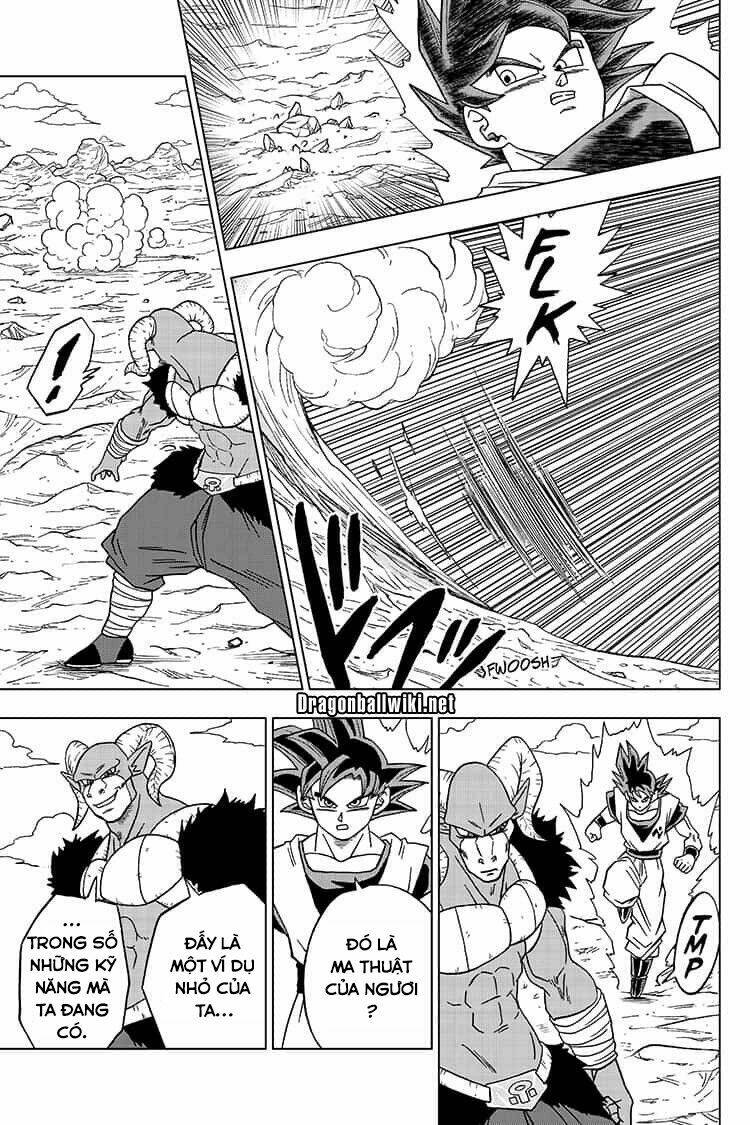 FLK
!
ドドッ
FWOOSH
Dragonballwiki.net
TMP
ĐÓ LÀ
MA THUẬT
CỦA NGƯƠI
?
ĐẤY LÀ
MỘT VÍ DỤ
NHỎ CỦA
TA...
...
TRONG SỐ
NHỮNG KỸ
NĂNG MÀ
TA ĐANG
CÓ.